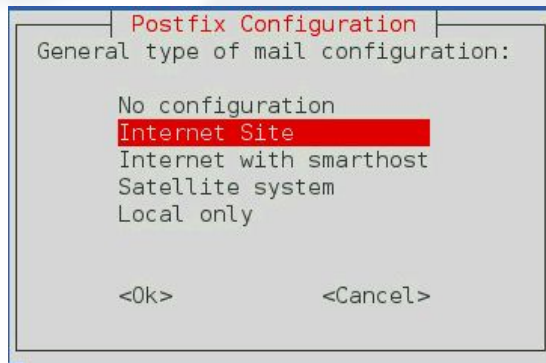 Postfix Configuration
General type of mail configuration:
No configuration
Internet Site
Internet with smarthost
Satellite system
Local only
<Ok> <Cancel>